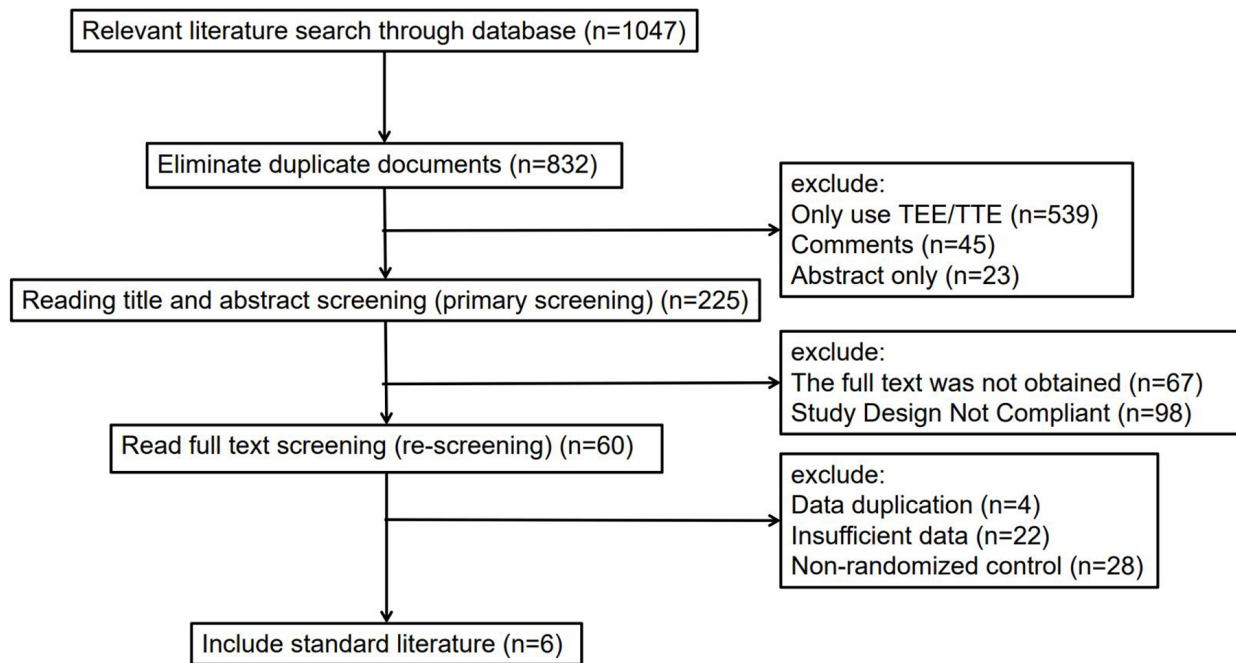 Relevant literature search through database (n=1047)
Eliminate duplicate documents (n=832)
exclude:
Only use TEE/TTE (n=539)
Comments (n=45)
Abstract only (n=23)
Reading title and abstract screening (primary screening) (n=225)
exclude:
The full text was not obtained (n=67)
Study Design Not Compliant (n=98)
Read full text screening (re-screening) (n=60)
exclude:
Data duplication (n=4)
Insufficient data (n=22)
Non-randomized control (n=28)
Include standard literature (n=6)